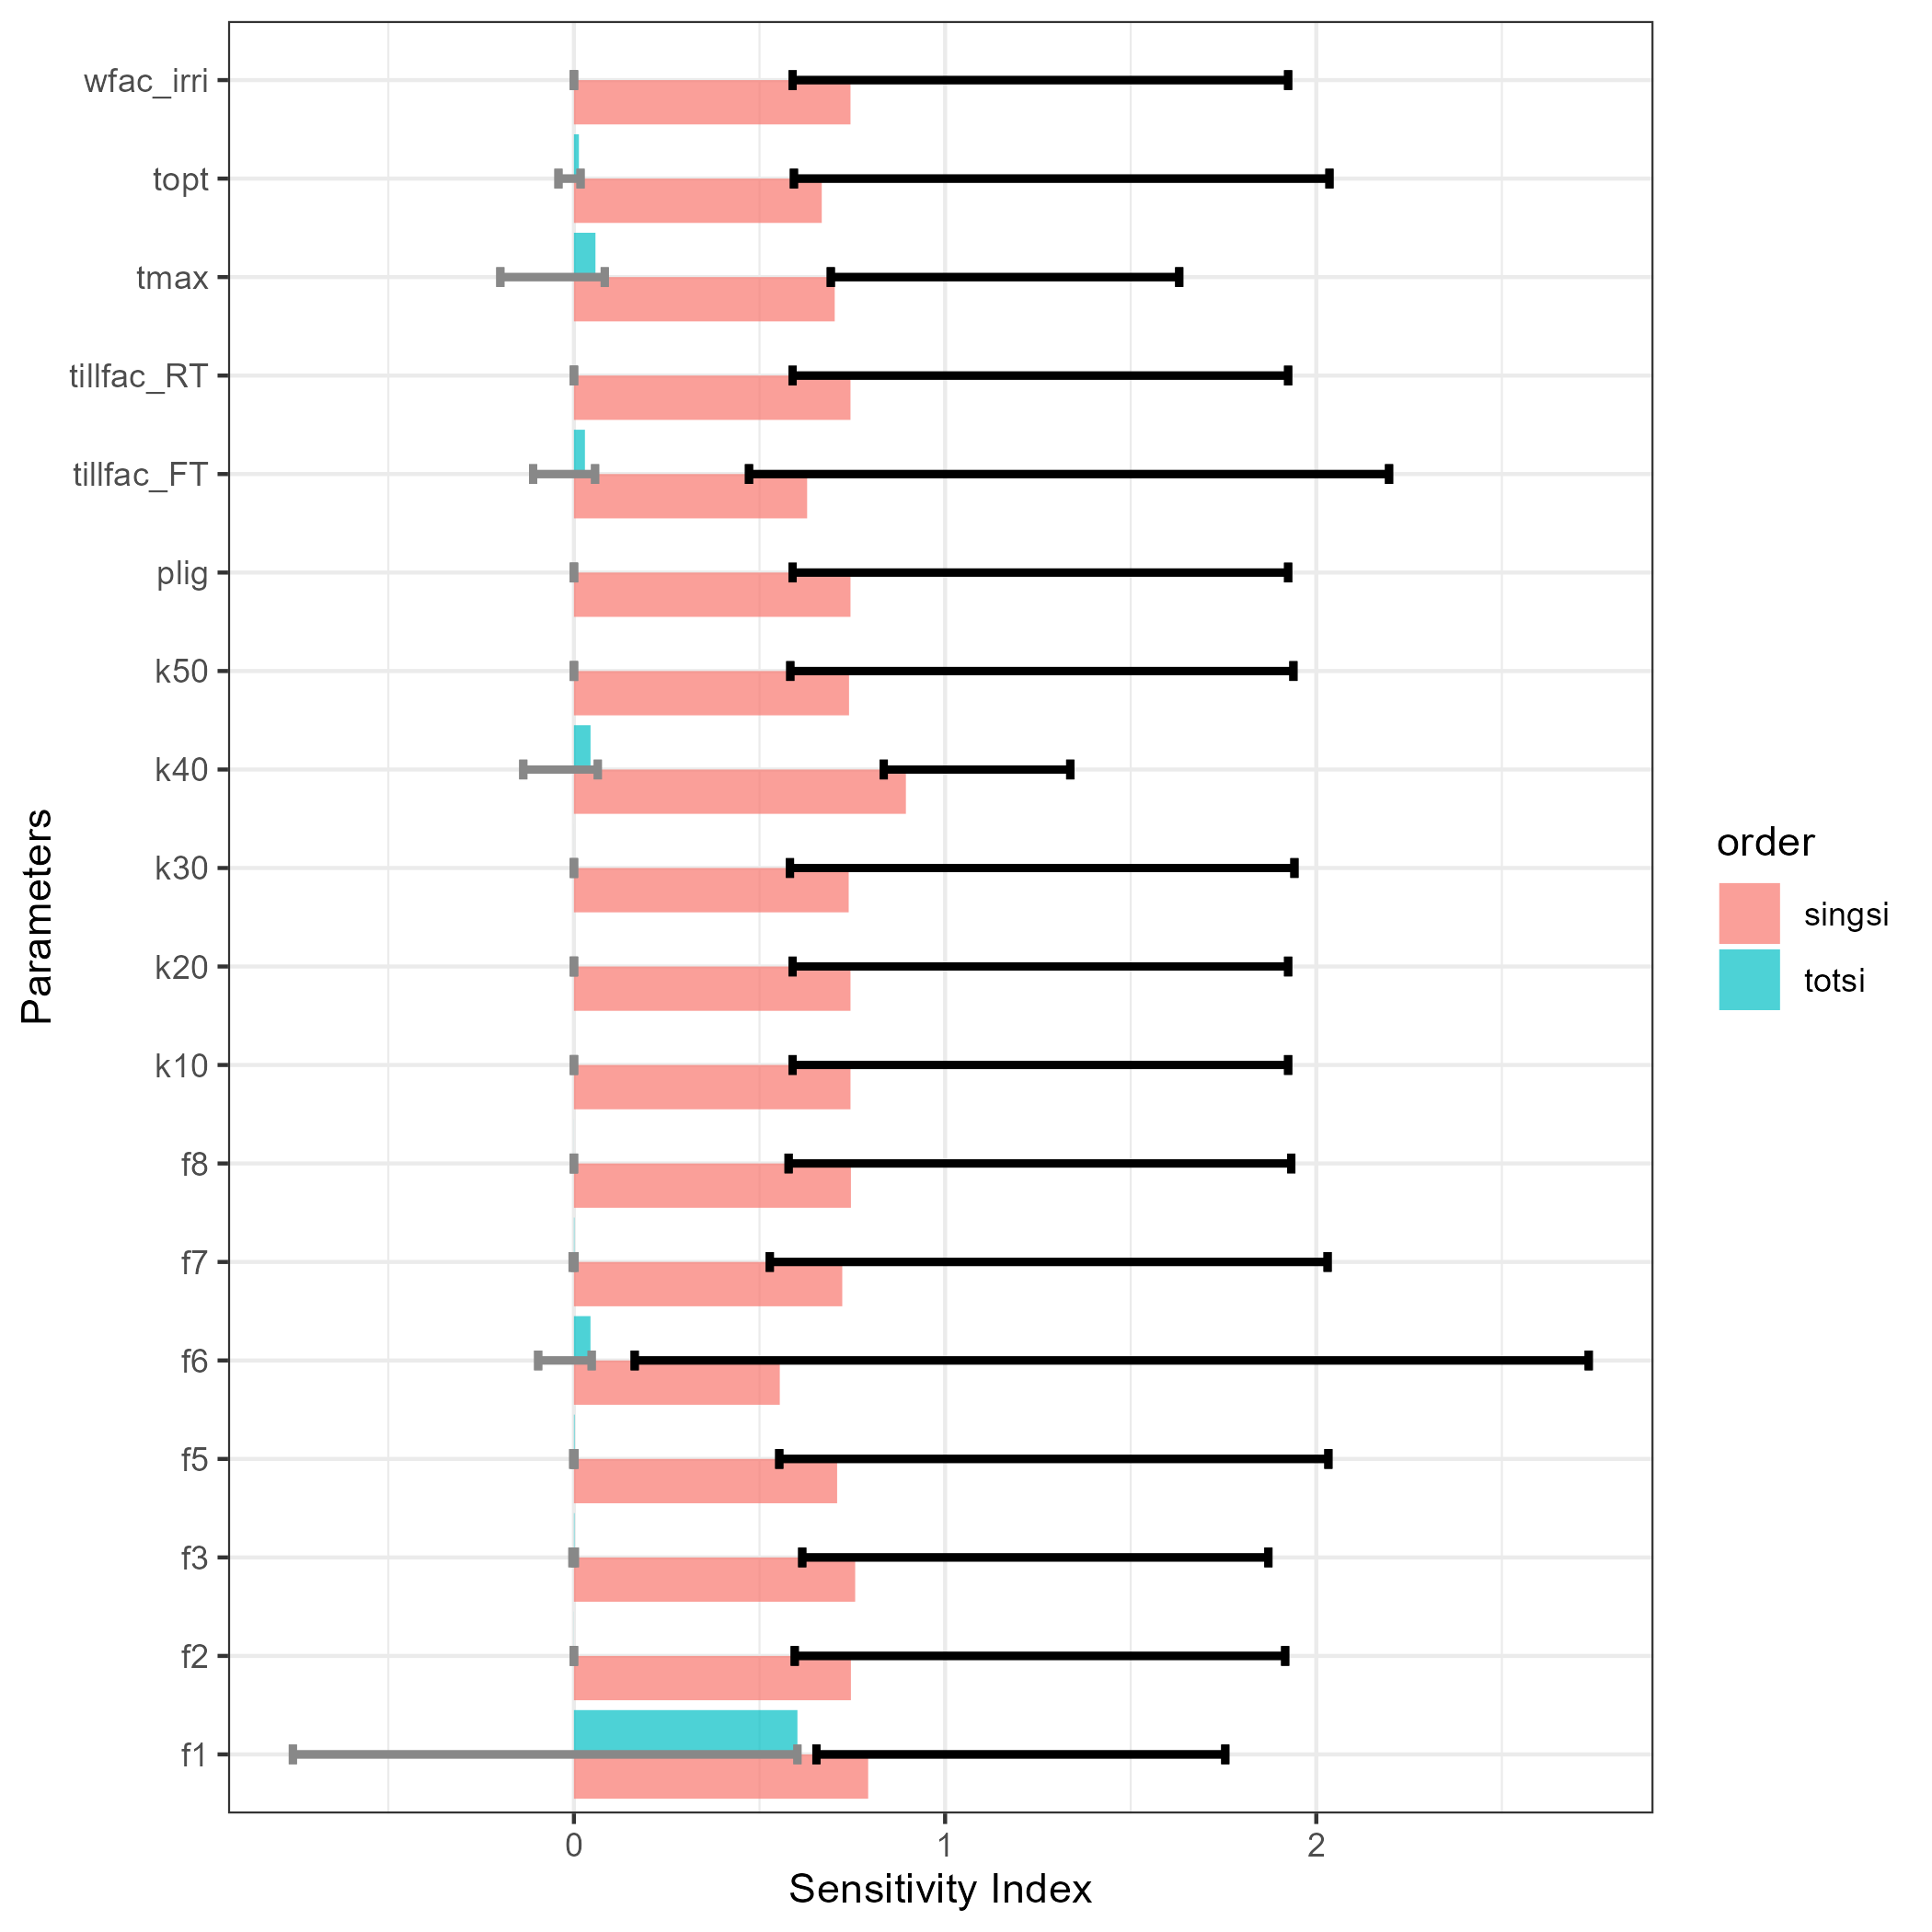 wfac_irri
topt
tmax
tillfac_RT
tillfac_FT
plig
k50
k40
k30
k20
k10
f8
f7
f6
f5
f3
f2
f1
Parameters
0 1 2
Sensitivity Index
order
singsi
totsi